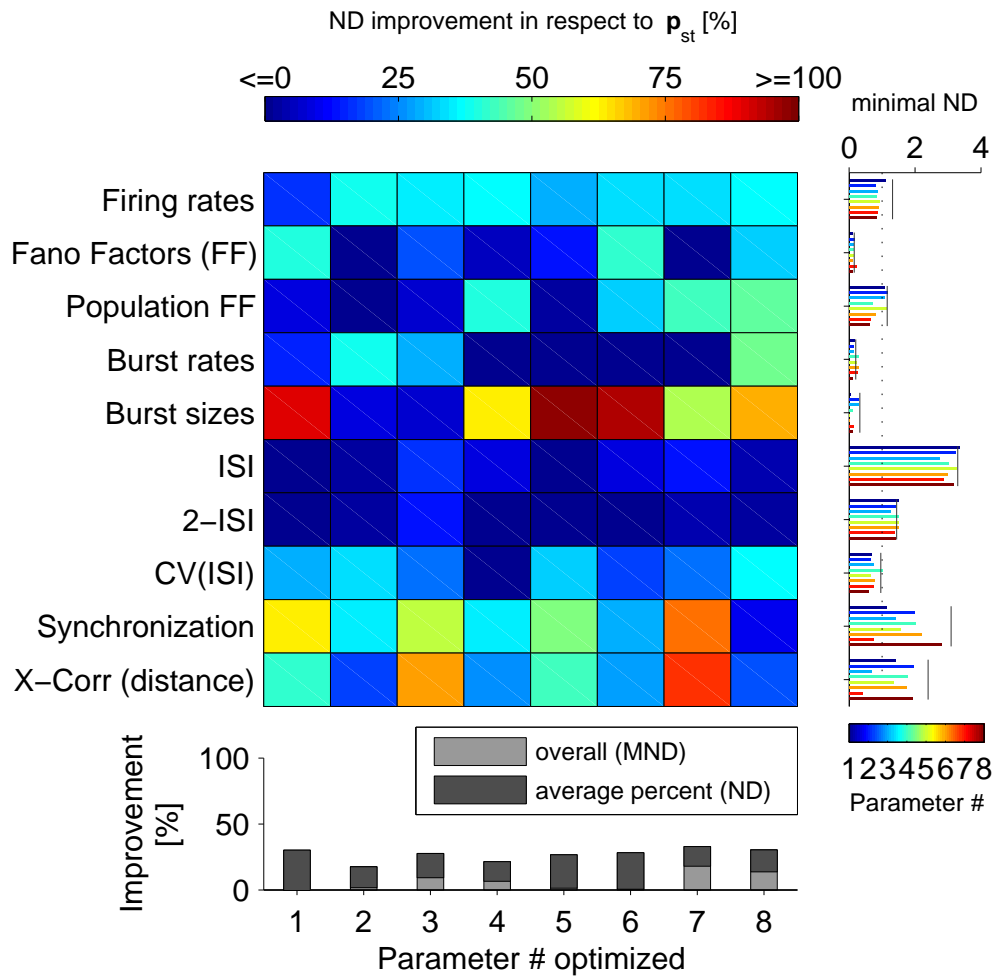 ND improvement in respect to p_st [%]
<=0 25 50 75 >=100
minimal ND
0 2 4
Firing rates
Fano Factors (FF)
Population FF
Burst rates
Burst sizes
ISI
2−ISI
CV(ISI)
Synchronization
X−Corr (distance)
12345678
Parameter #
overall (MND)
average percent (ND)
100
50
0
Improvement
[%]
1 2 3 4 5 6 7 8
Parameter # optimized